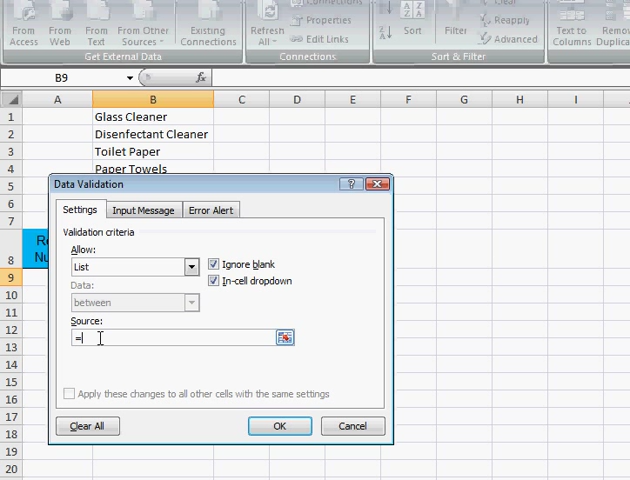 Connections
Clear
From Access
From Web
From Text
From Other Sources
Existing Connections
Refresh All
Properties
Edit Links
Sort
Filter
Reapply
Advanced
Text to Columns
Remove
Get External Data
Connections
Sort & Filter
B9
fx
A B C D E F G H I
1 Glass Cleaner
2 Disenfectant Cleaner
3 Toilet Paper
4 Paper Towels
5
6
7
8
9
10
11
12
13
14
15
16
17
18
19
20
Data Validation
Settings Input Message Error Alert
Validation criteria
Allow:
List
Ignore blank
In-cell dropdown
Data:
between
Source:
=
Apply these changes to all other cells with the same settings
Clear All OK Cancel